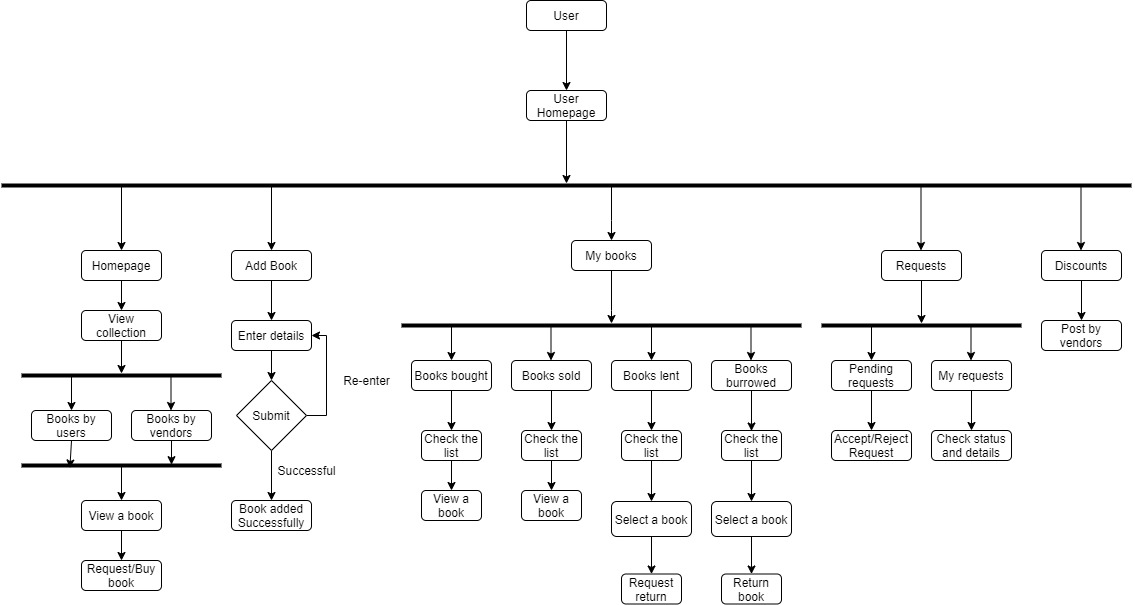 User
User
Homepage
Homepage
Add Book
My books
Requests
Discounts
View
collection
Enter details
Post by
vendors
Re-enter
Books bought
Books sold
Books lent
Books
burrowed
Pending
requests
My requests
Books by
users
Books by
vendors
Submit
Check the
list
Check the
list
Check the
list
Check the
list
Accept/Reject
Request
Check status
and details
Successful
View a
book
View a
book
View a book
Book added
Successfully
Select a book
Select a book
Request/Buy
book
Request
return
Return
book